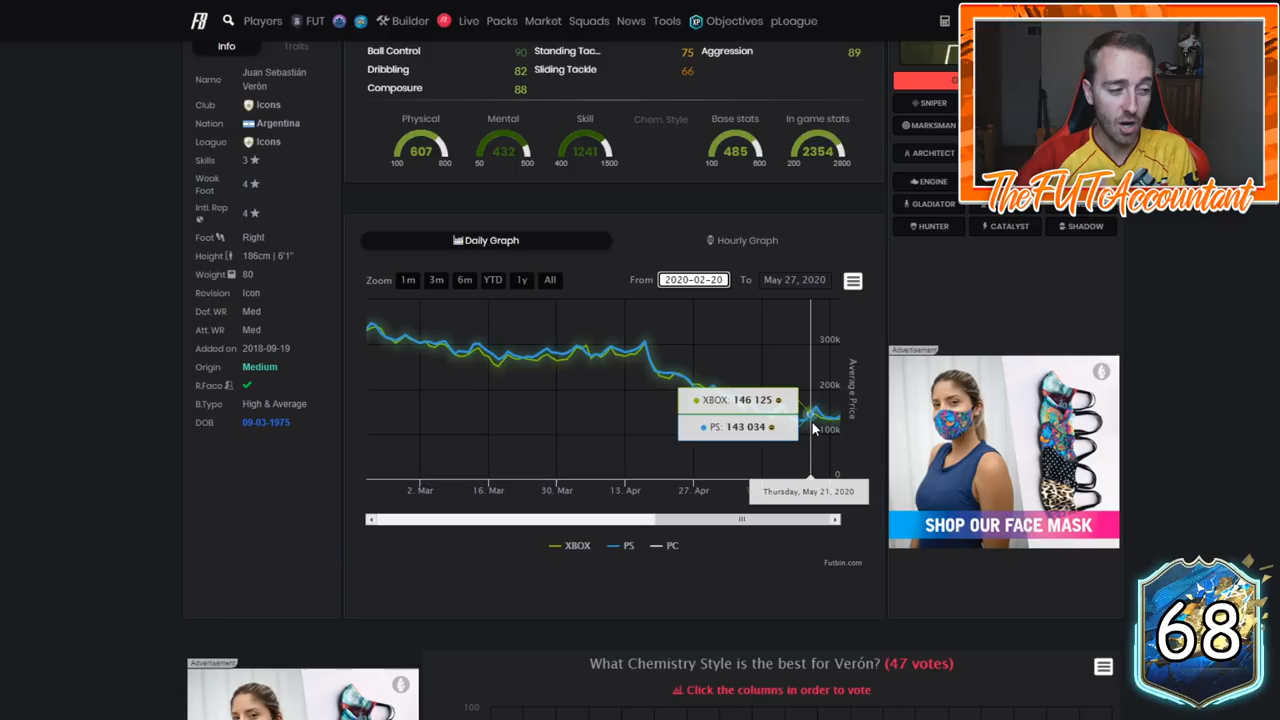 FB Players FUT Builder Live Packs Market Squads News Tools XP Objectives pLeague
Info Traits
Name Juan Sebastián Verón
Club Icons
Nation Argentina
League Icons
Skills 3★
Weak Foot 4★
Intl. Rep 4★
Foot Right
Height 186cm | 6'1"
Weight 80
Revision Icon
Def. WR Med
Att. WR Med
Added on 2018-09-19
Origin Medium
R.Face ✔
B.Type High & Average
DOB 09-03-1975
Ball Control 90 Standing Tac... 75 Aggression 89
Dribbling 82 Sliding Tackle 66
Composure 88
Physical Mental Skill Chem. Style Base stats In game stats
607 432 1241 485 2354
100 800 50 500 400 1500 100 600 200 2800
Daily Graph Hourly Graph
Zoom 1m 3m 6m YTD 1y All From 2020-02-20 To May 27, 2020
300k
200k
100k
0
Average Price
XBOX: 146 125
PS: 143 034
2. Mar 16. Mar 30. Mar 13. Apr 27. Apr
Thursday, May 21, 2020
XBOX PS PC
Futbin.com
SNIPER
MARKSMAN
ARCHITECT
ENGINE
GLADIATOR
HUNTER CATALYST SHADOW
TheFUTAccountant
Advertisement
SHOP OUR FACE MASK
68
Advertisement
What Chemistry Style is the best for Verón? (47 votes)
Click the columns in order to vote
100